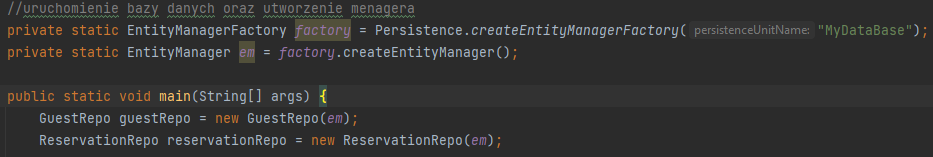 //uruchomienie bazy danych oraz utworzenie menagera
private static EntityManagerFactory factory = Persistence.createEntityManagerFactory( persistenceUnitName: "MyDataBase");
private static EntityManager em = factory.createEntityManager();
public static void main(String[] args) {
GuestRepo guestRepo = new GuestRepo(em);
ReservationRepo reservationRepo = new ReservationRepo(em);